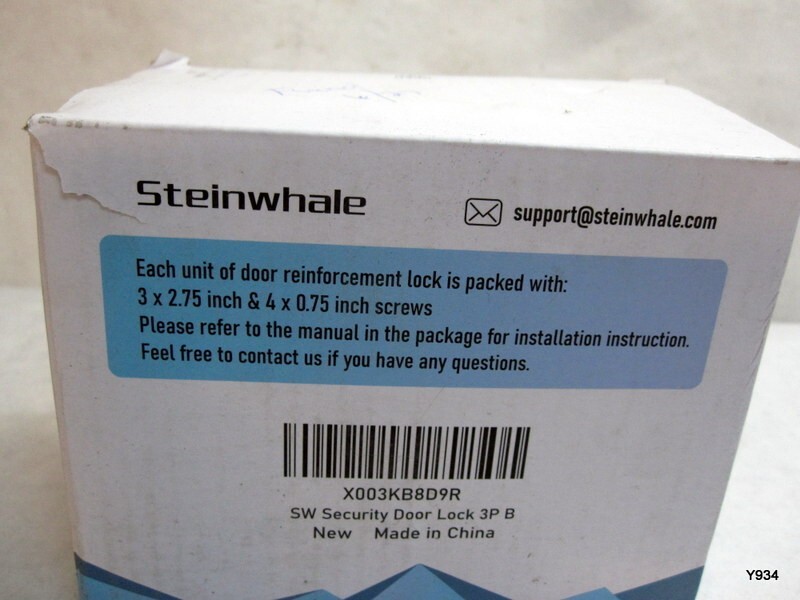 Steinwhale
support@steinwhale.com
Each unit of door reinforcement lock is packed with:
3 x 2.75 inch & 4 x 0.75 inch screws
Please refer to the manual in the package for installation instruction.
Feel free to contact us if you have any questions.
X003KB8D9R
SW Security Door Lock 3P B
New Made in China
Y934